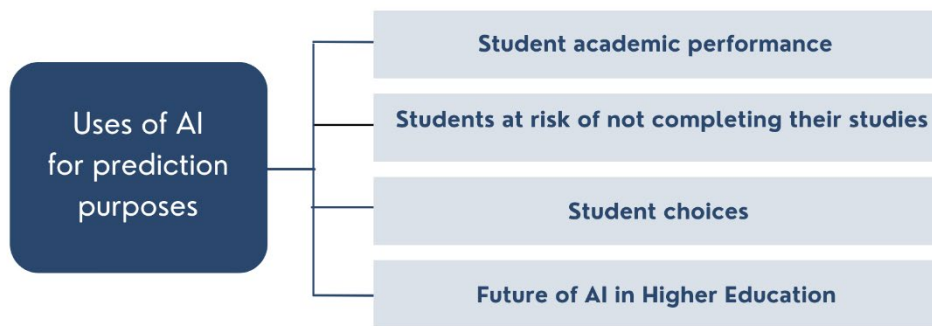 Uses of AI
for prediction
purposes
Student academic performance
Students at risk of not completing their studies
Student choices
Future of AI in Higher Education